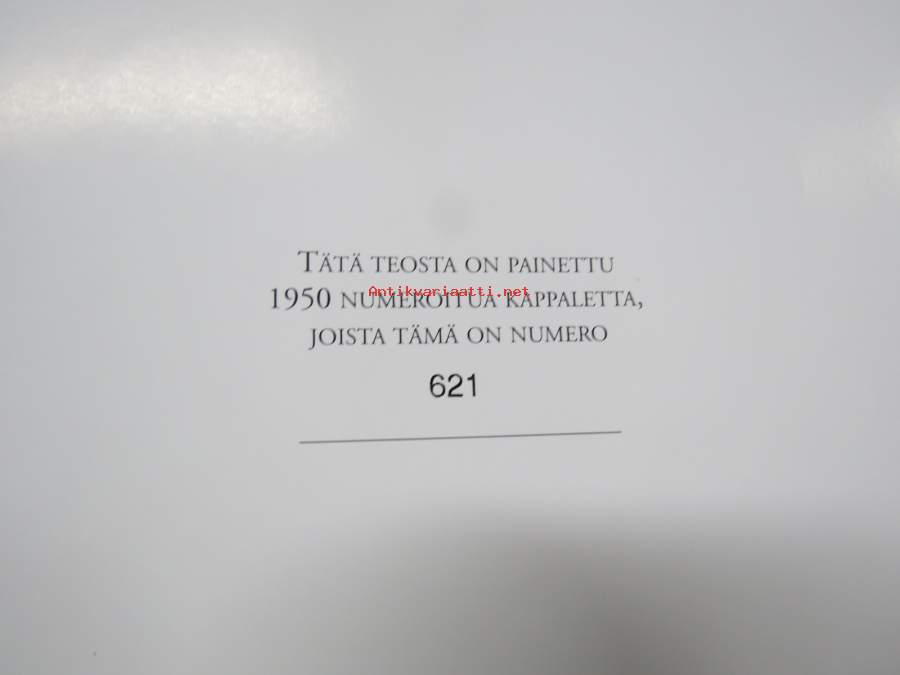 TÄTÄ TEOSTA ON PAINETTU
1950 NUMEROITUA KAPPALETTA,
Antikvariaatti.net
JOISTA TÄMÄ ON NUMERO
621